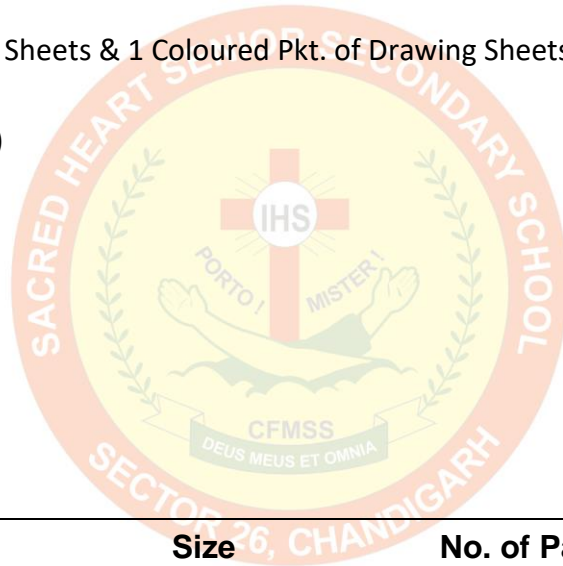 Sheets & 1 Coloured Pkt. of Drawing Sheets
)
SACRED HEART SENIOR SECONDARY SCHOOL
IHS
PORTO! MISTER!
CFMSS
DEUS MEUS ET OMNIA
SECTOR 26, CHANDIGARH
Size No. of Pa